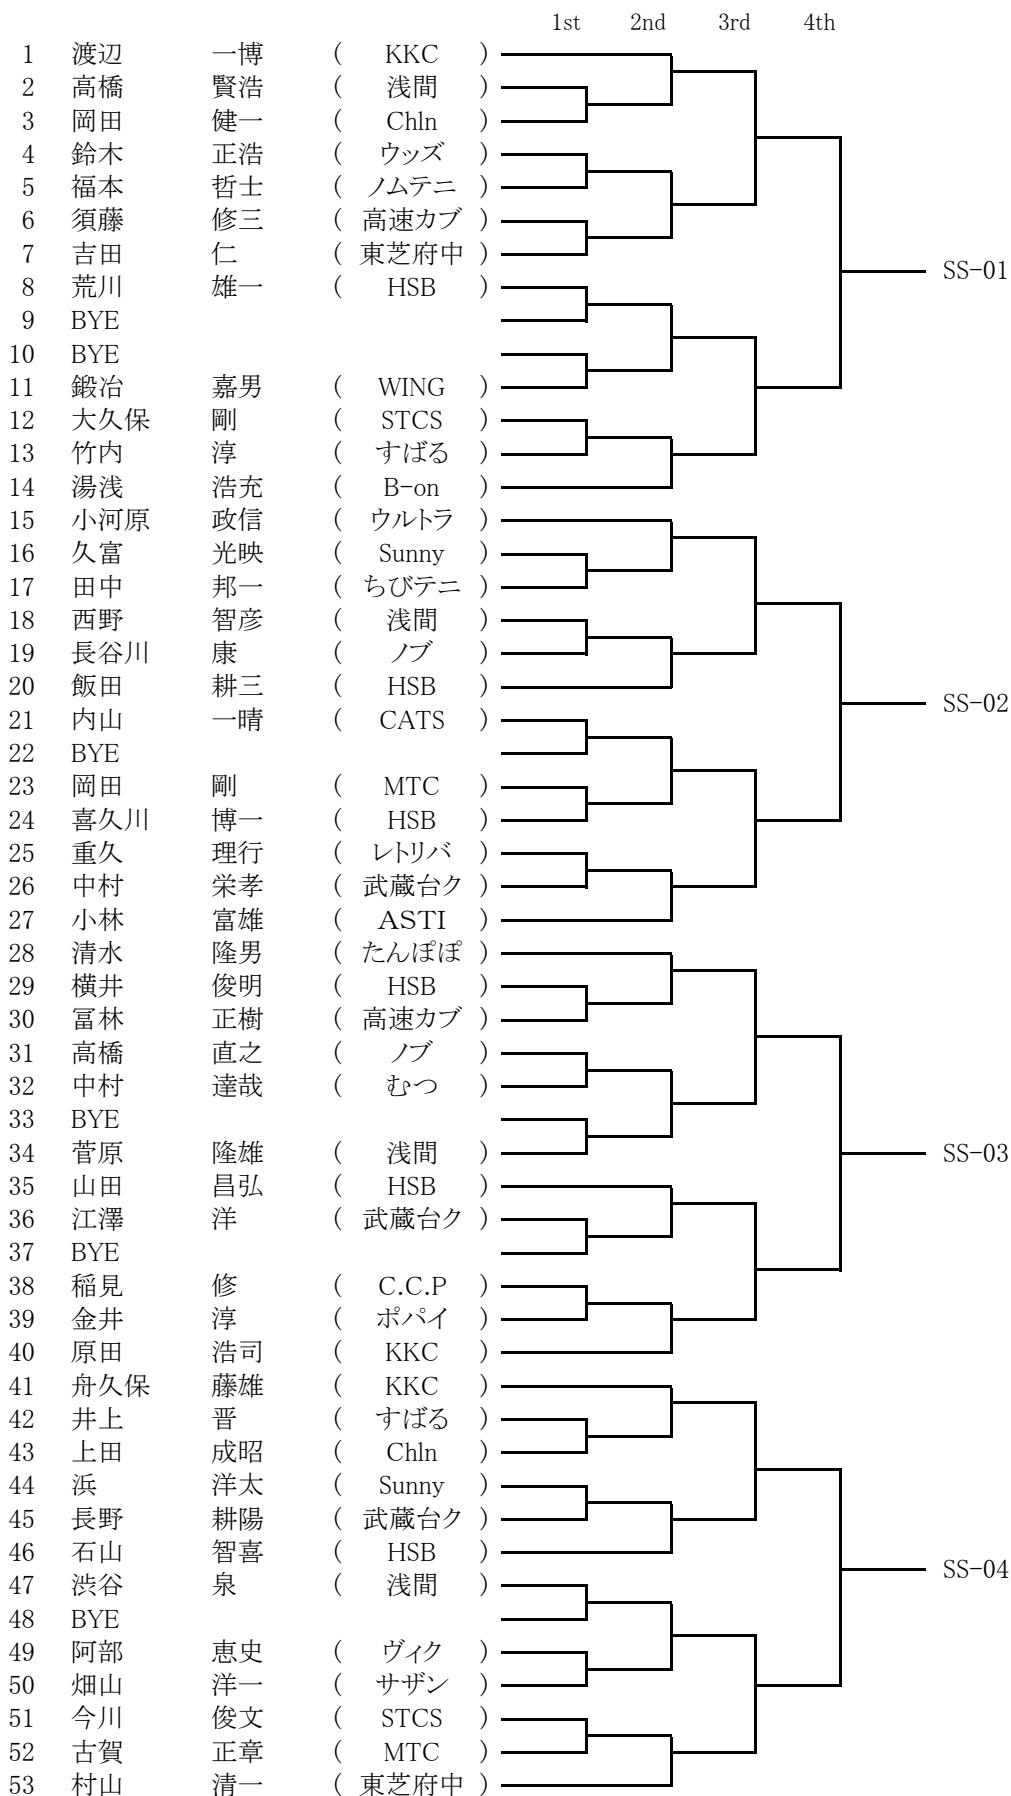 1st 2nd 3rd 4th
1 渡辺 一博 ( KKC )
2 高橋 賢浩 ( 浅間 )
3 岡田 健一 ( Chln )
4 鈴木 正浩 ( ウッズ )
5 福本 哲士 ( ノムテニ )
6 須藤 修三 ( 高速カブ )
7 吉田 仁 ( 東芝府中 )
SS-01
8 荒川 雄一 ( HSB )
9 BYE
10 BYE
11 鍛冶 嘉男 ( WING )
12 大久保 剛 ( STCS )
13 竹内 淳 ( すばる )
14 湯浅 浩充 ( B-on )
15 小河原 政信 ( ウルトラ )
16 久富 光映 ( Sunny )
17 田中 邦一 ( ちびテニ )
18 西野 智彦 ( 浅間 )
19 長谷川 康 ( ノブ )
20 飯田 耕三 ( HSB )
SS-02
21 内山 一晴 ( CATS )
22 BYE
23 岡田 剛 ( MTC )
24 喜久川 博一 ( HSB )
25 重久 理行 ( レトリバ )
26 中村 栄孝 ( 武蔵台ク )
27 小林 富雄 ( ASTI )
28 清水 隆男 ( たんぽぽ )
29 横井 俊明 ( HSB )
30 冨林 正樹 ( 高速カブ )
31 高橋 直之 ( ノブ )
32 中村 達哉 ( むつ )
33 BYE
34 菅原 隆雄 ( 浅間 ) SS-03
35 山田 昌弘 ( HSB )
36 江澤 洋 ( 武蔵台ク )
37 BYE
38 稲見 修 ( C.C.P )
39 金井 淳 ( ポパイ )
40 原田 浩司 ( KKC )
41 舟久保 藤雄 ( KKC )
42 井上 晋 ( すばる )
43 上田 成昭 ( Chln )
44 浜 洋太 ( Sunny )
45 長野 耕陽 ( 武蔵台ク )
46 石山 智喜 ( HSB )
SS-04
47 渋谷 泉 ( 浅間 )
48 BYE
49 阿部 恵史 ( ヴィク )
50 畑山 洋一 ( サザン )
51 今川 俊文 ( STCS )
52 古賀 正章 ( MTC )
53 村山 清一 ( 東芝府中 )